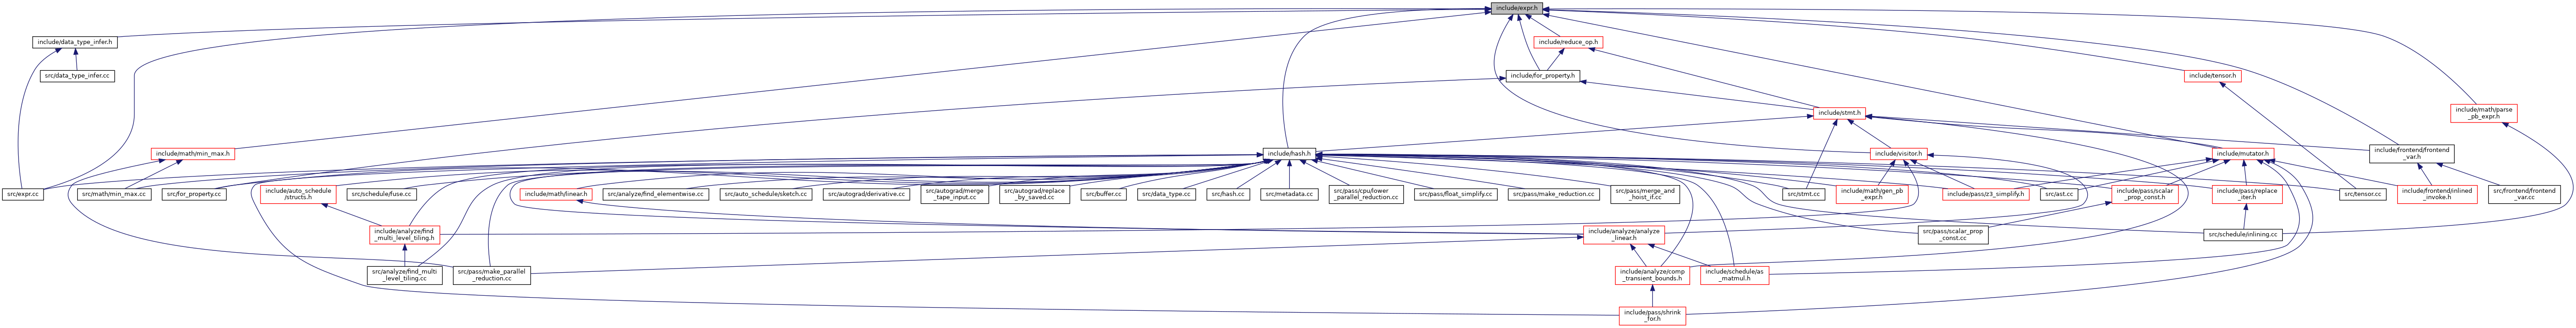 include/expr.h
include/data_type_infer.h
include/reduce_op.h
src/data_type_infer.cc
include/for_property.h
include/tensor.h
include/stmt.h
include/math/parse
_pb_expr.h
include/math/min_max.h
include/hash.h
include/visitor.h
include/mutator.h
include/frontend/frontend
_var.h
src/expr.cc
src/math/min_max.cc
src/for_property.cc
include/auto_schedule
/structs.h
src/schedule/fuse.cc
include/math/linear.h
src/analyze/find_elementwise.cc
src/auto_schedule/sketch.cc
src/autograd/derivative.cc
src/autograd/merge
_tape_input.cc
src/autograd/replace
_by_saved.cc
src/buffer.cc
src/data_type.cc
src/hash.cc
src/metadata.cc
src/pass/cpu/lower
_parallel_reduction.cc
src/pass/float_simplify.cc
src/pass/make_reduction.cc
src/pass/merge_and
_hoist_if.cc
src/stmt.cc
include/math/gen_pb
_expr.h
include/pass/z3_simplify.h
src/ast.cc
include/pass/scalar
_prop_const.h
include/pass/replace
_iter.h
src/tensor.cc
include/frontend/inlined
_invoke.h
src/frontend/frontend
_var.cc
include/analyze/find
_multi_level_tiling.h
include/analyze/analyze
_linear.h
src/pass/scalar_prop
_const.cc
src/schedule/inlining.cc
src/analyze/find_multi
_level_tiling.cc
src/pass/make_parallel
_reduction.cc
include/analyze/comp
_transient_bounds.h
include/schedule/as
_matmul.h
include/pass/shrink
_for.h